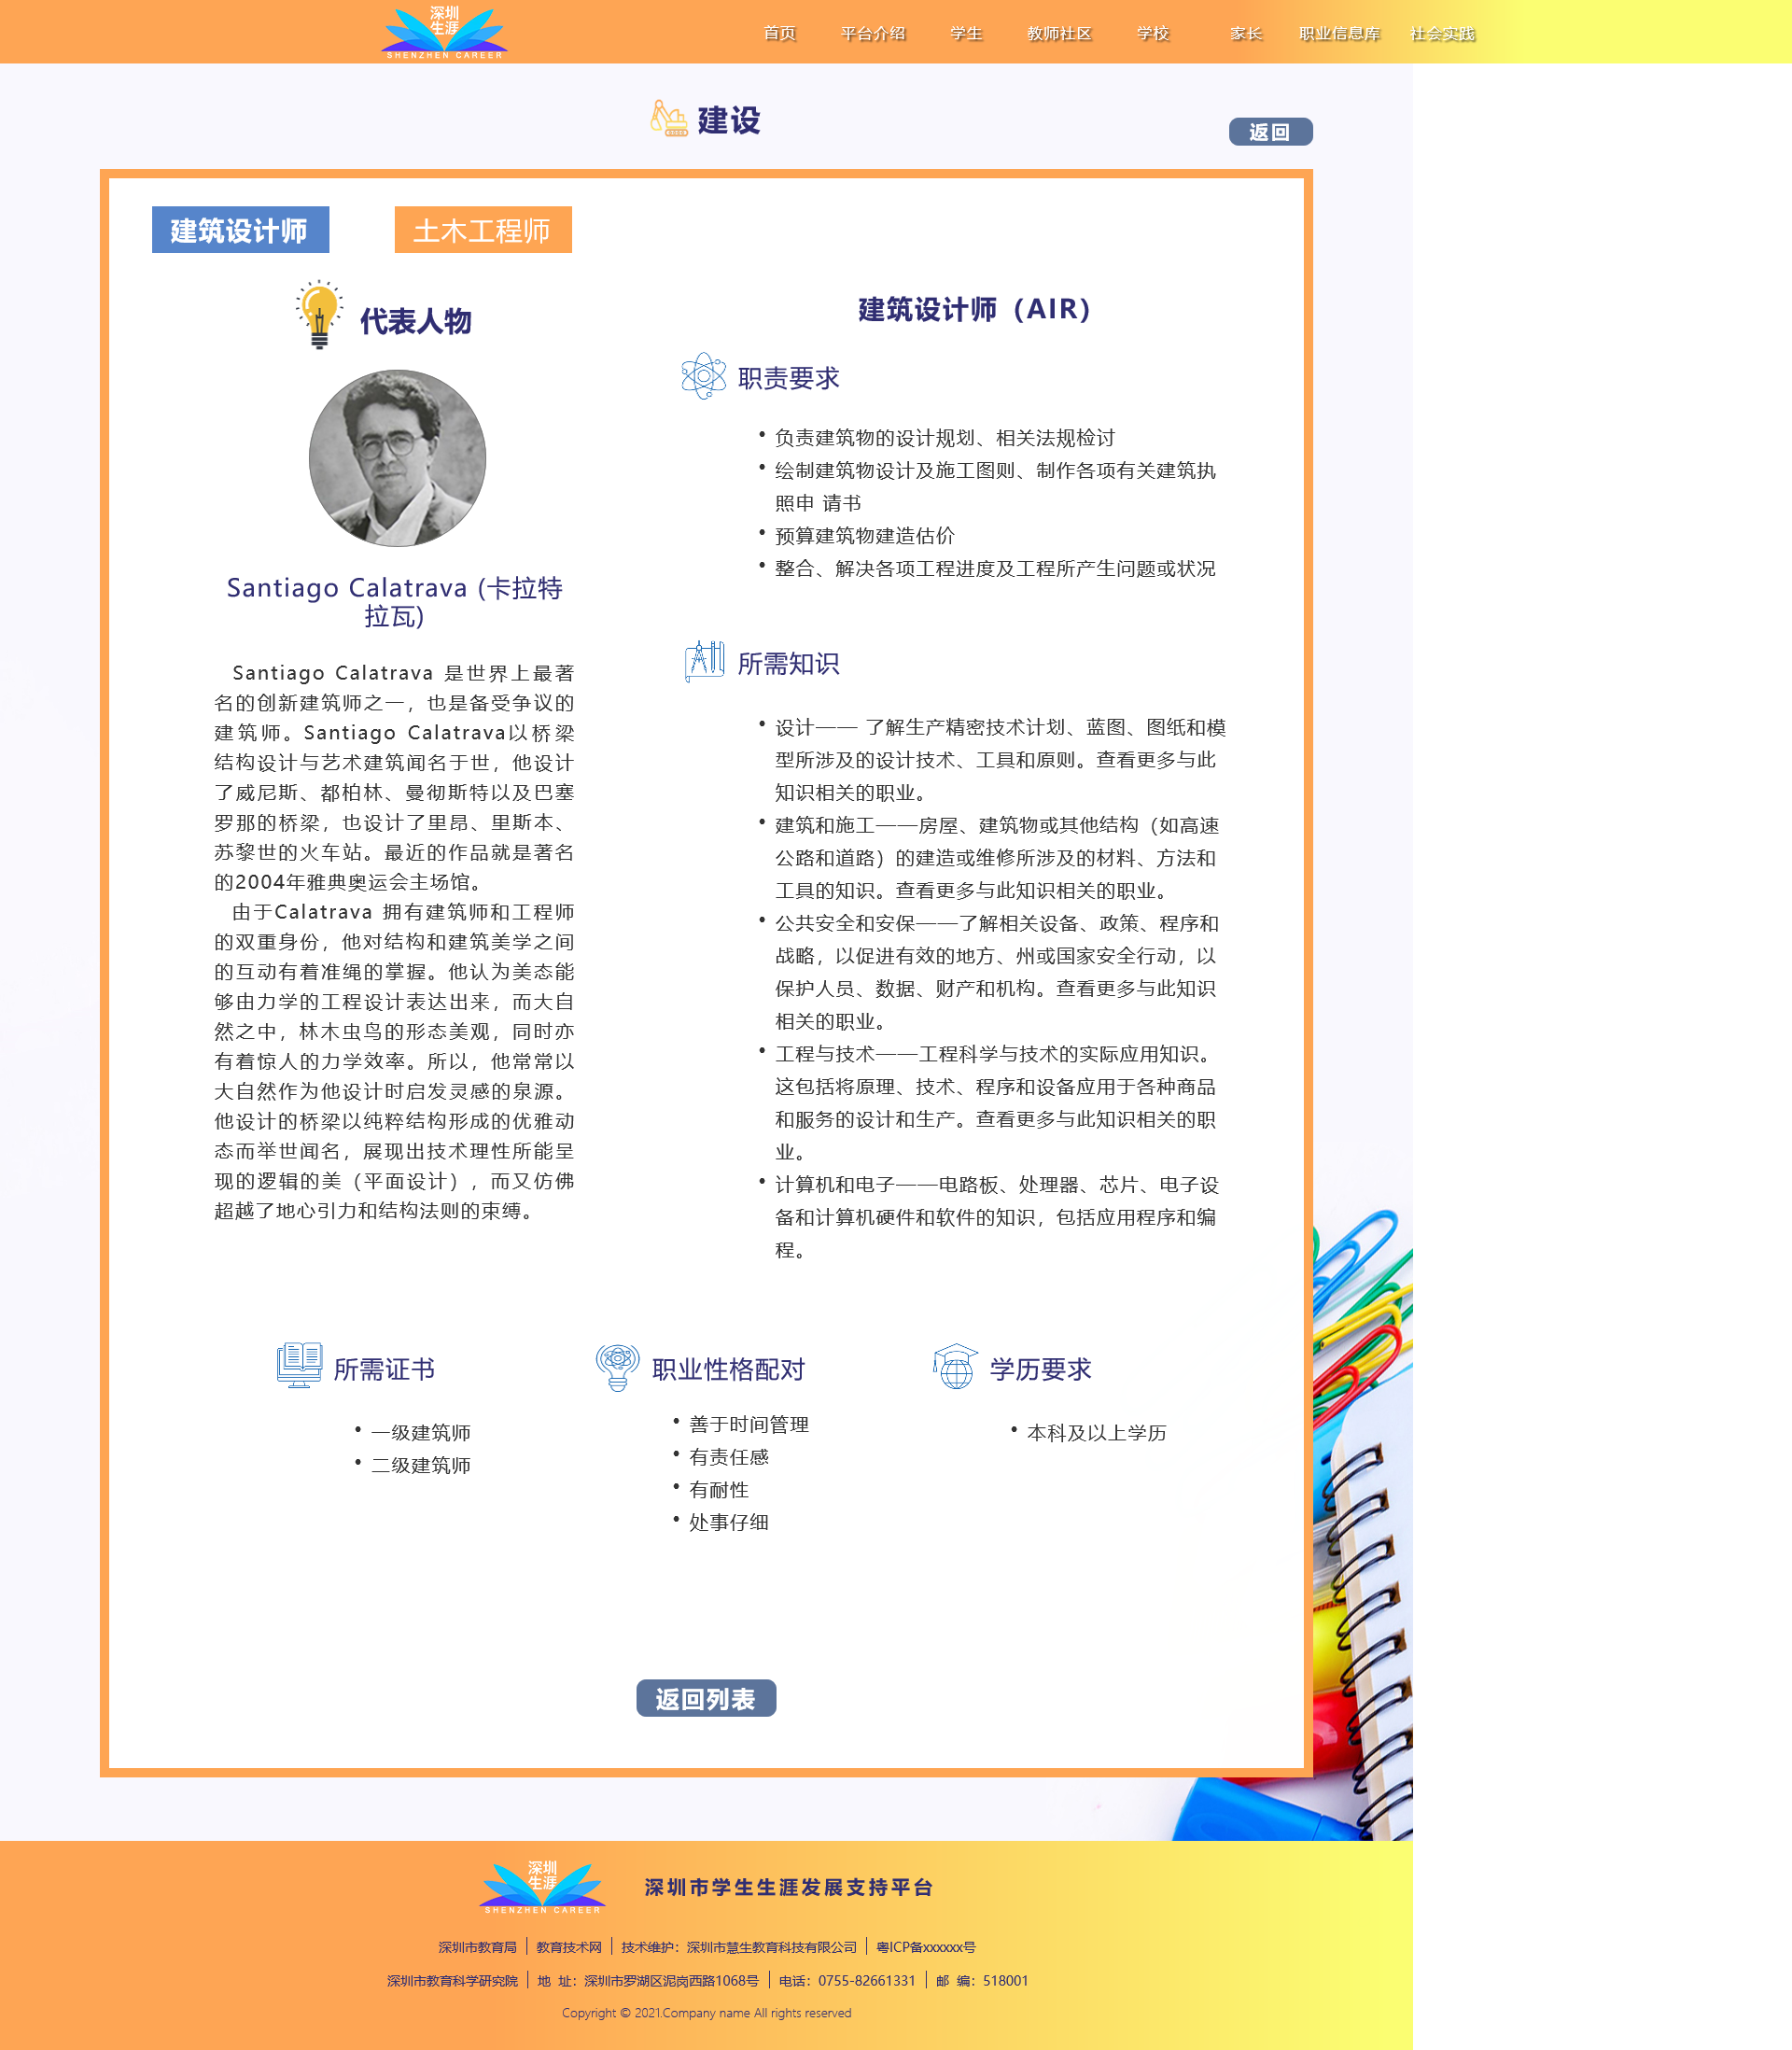 深圳
生涯
SHENZHEN CAREER
首页 平台介绍 学生 教师社区 学校 家长 职业信息库 社会实践
建设
返回
建筑设计师 土木工程师
代表人物
Santiago Calatrava (卡拉特
拉瓦)
Santiago Calatrava 是世界上最著
名的创新建筑师之一，也是备受争议的
建筑师。Santiago Calatrava以桥梁
结构设计与艺术建筑闻名于世，他设计
了威尼斯、都柏林、曼彻斯特以及巴塞
罗那的桥梁，也设计了里昂、里斯本、
苏黎世的火车站。最近的作品就是著名
的2004年雅典奥运会主场馆。
由于Calatrava 拥有建筑师和工程师
的双重身份，他对结构和建筑美学之间
的互动有着准绳的掌握。他认为美态能
够由力学的工程设计表达出来，而大自
然之中，林木虫鸟的形态美观，同时亦
有着惊人的力学效率。所以，他常常以
大自然作为他设计时启发灵感的泉源。
他设计的桥梁以纯粹结构形成的优雅动
态而举世闻名，展现出技术理性所能呈
现的逻辑的美（平面设计），而又仿佛
超越了地心引力和结构法则的束缚。
建筑设计师（AIR）
职责要求
• 负责建筑物的设计规划、相关法规检讨
• 绘制建筑物设计及施工图则、制作各项有关建筑执
照申 请书
• 预算建筑物建造估价
• 整合、解决各项工程进度及工程所产生问题或状况
所需知识
• 设计—— 了解生产精密技术计划、蓝图、图纸和模
型所涉及的设计技术、工具和原则。查看更多与此
知识相关的职业。
• 建筑和施工——房屋、建筑物或其他结构（如高速
公路和道路）的建造或维修所涉及的材料、方法和
工具的知识。查看更多与此知识相关的职业。
• 公共安全和安保——了解相关设备、政策、程序和
战略，以促进有效的地方、州或国家安全行动，以
保护人员、数据、财产和机构。查看更多与此知识
相关的职业。
• 工程与技术——工程科学与技术的实际应用知识。
这包括将原理、技术、程序和设备应用于各种商品
和服务的设计和生产。查看更多与此知识相关的职
业。
• 计算机和电子——电路板、处理器、芯片、电子设
备和计算机硬件和软件的知识，包括应用程序和编
程。
所需证书
• 一级建筑师
• 二级建筑师
职业性格配对
• 善于时间管理
• 有责任感
• 有耐性
• 处事仔细
学历要求
• 本科及以上学历
返回列表
深圳
生涯
SHENZHEN CAREER
深圳市学生生涯发展支持平台
深圳市教育局 教育技术网 技术维护：深圳市慧生教育科技有限公司 粤ICP备xxxxxx号
深圳市教育科学研究院 地 址：深圳市罗湖区泥岗西路1068号 电话：0755-82661331 邮 编：518001
Copyright © 2021.Company name All rights reserved